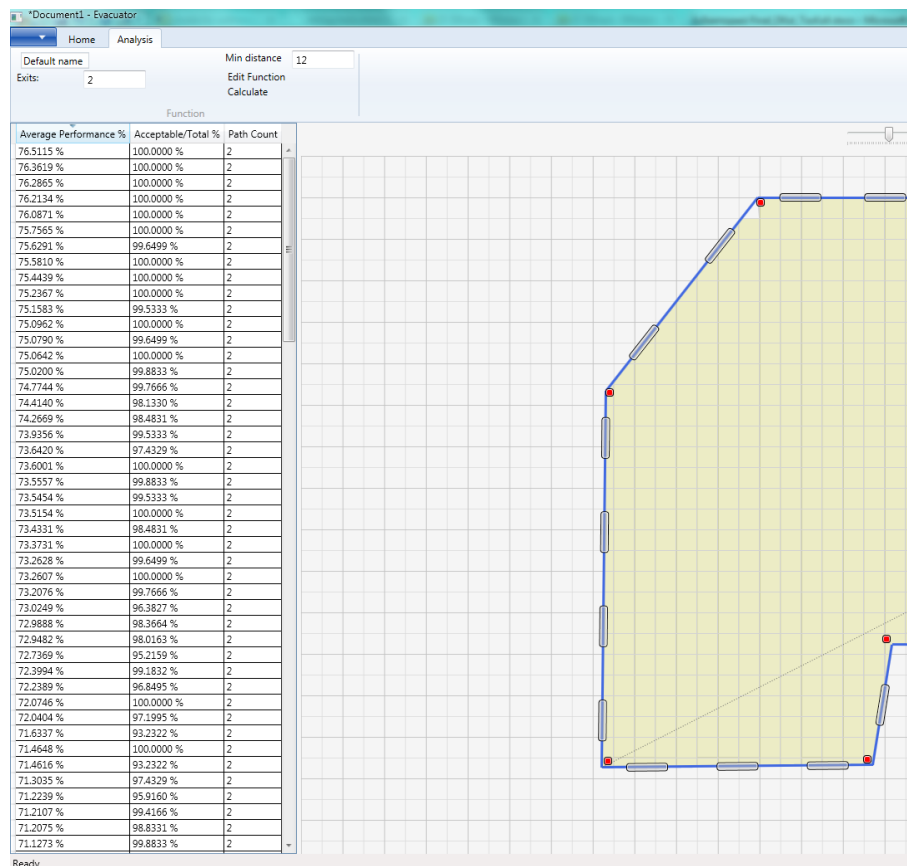 *Document1 - Evacuator
Home Analysis
Default name Min distance 12
Exits: 2 Edit Function
Calculate
Function
Average Performance % Acceptable/Total % Path Count
76.5115 % 100.0000 % 2
76.3619 % 100.0000 % 2
76.2865 % 100.0000 % 2
76.2134 % 100.0000 % 2
76.0871 % 100.0000 % 2
75.7565 % 100.0000 % 2
75.6291 % 99.6499 % 2
75.5810 % 100.0000 % 2
75.4439 % 100.0000 % 2
75.2367 % 100.0000 % 2
75.1583 % 99.5333 % 2
75.0962 % 100.0000 % 2
75.0790 % 99.6499 % 2
75.0642 % 100.0000 % 2
75.0200 % 99.8833 % 2
74.7744 % 99.7666 % 2
74.4140 % 98.1330 % 2
74.2669 % 98.4831 % 2
73.9356 % 99.5333 % 2
73.6420 % 97.4329 % 2
73.6001 % 100.0000 % 2
73.5557 % 99.8833 % 2
73.5454 % 99.5333 % 2
73.5154 % 100.0000 % 2
73.4331 % 98.4831 % 2
73.3731 % 100.0000 % 2
73.2628 % 99.6499 % 2
73.2607 % 100.0000 % 2
73.2076 % 99.7666 % 2
73.0249 % 96.3827 % 2
72.9888 % 98.3664 % 2
72.9482 % 98.0163 % 2
72.7369 % 95.2159 % 2
72.3994 % 99.1832 % 2
72.2389 % 96.8495 % 2
72.0746 % 100.0000 % 2
72.0404 % 97.1995 % 2
71.6337 % 93.2322 % 2
71.4648 % 100.0000 % 2
71.4616 % 93.2322 % 2
71.3035 % 97.4329 % 2
71.2239 % 95.9160 % 2
71.2107 % 99.4166 % 2
71.2075 % 98.8331 % 2
71.1273 % 99.8833 % 2
Ready